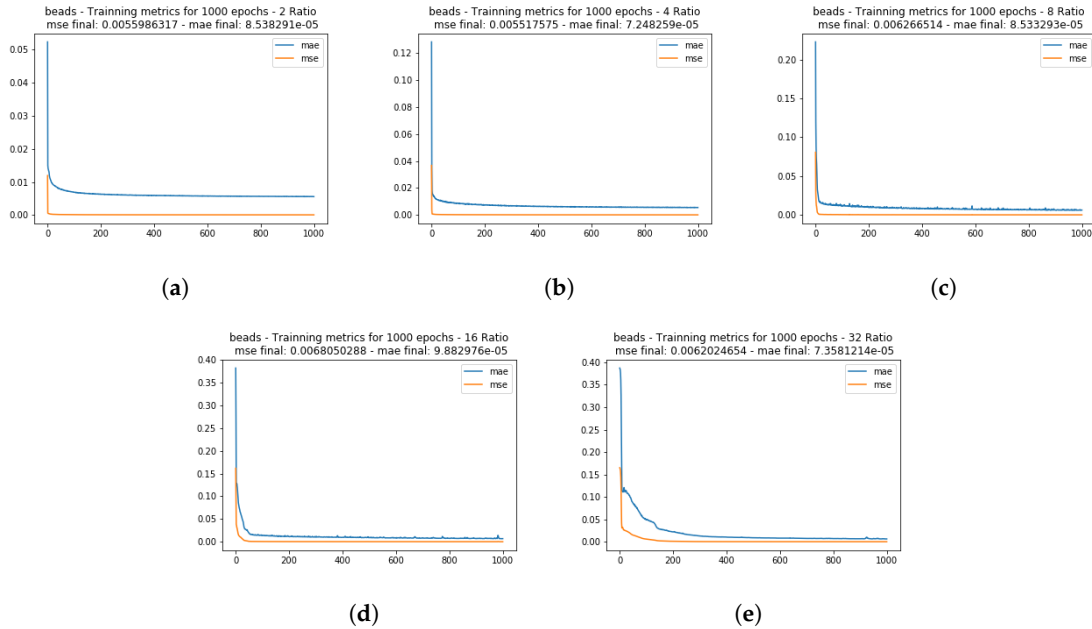 beads - Trainning metrics for 1000 epochs - 2 Ratio
mse final: 0.0055986317 - mae final: 8.538291e-05
mae
mse
0.05
0.04
0.03
0.02
0.01
0.00
0 200 400 600 800 1000
(a)
beads - Trainning metrics for 1000 epochs - 4 Ratio
mse final: 0.005517575 - mae final: 7.248259e-05
mae
mse
0.12
0.10
0.08
0.06
0.04
0.02
0.00
0 200 400 600 800 1000
(b)
beads - Trainning metrics for 1000 epochs - 8 Ratio
mse final: 0.006266514 - mae final: 8.533293e-05
mae
mse
0.20
0.15
0.10
0.05
0.00
0 200 400 600 800 1000
(c)
beads - Trainning metrics for 1000 epochs - 16 Ratio
mse final: 0.0068050288 - mae final: 9.882976e-05
mae
mse
0.40
0.35
0.30
0.25
0.20
0.15
0.10
0.05
0.00
0 200 400 600 800 1000
(d)
beads - Trainning metrics for 1000 epochs - 32 Ratio
mse final: 0.0062024654 - mae final: 7.3581214e-05
mae
mse
0.40
0.35
0.30
0.25
0.20
0.15
0.10
0.05
0.00
0 200 400 600 800 1000
(e)